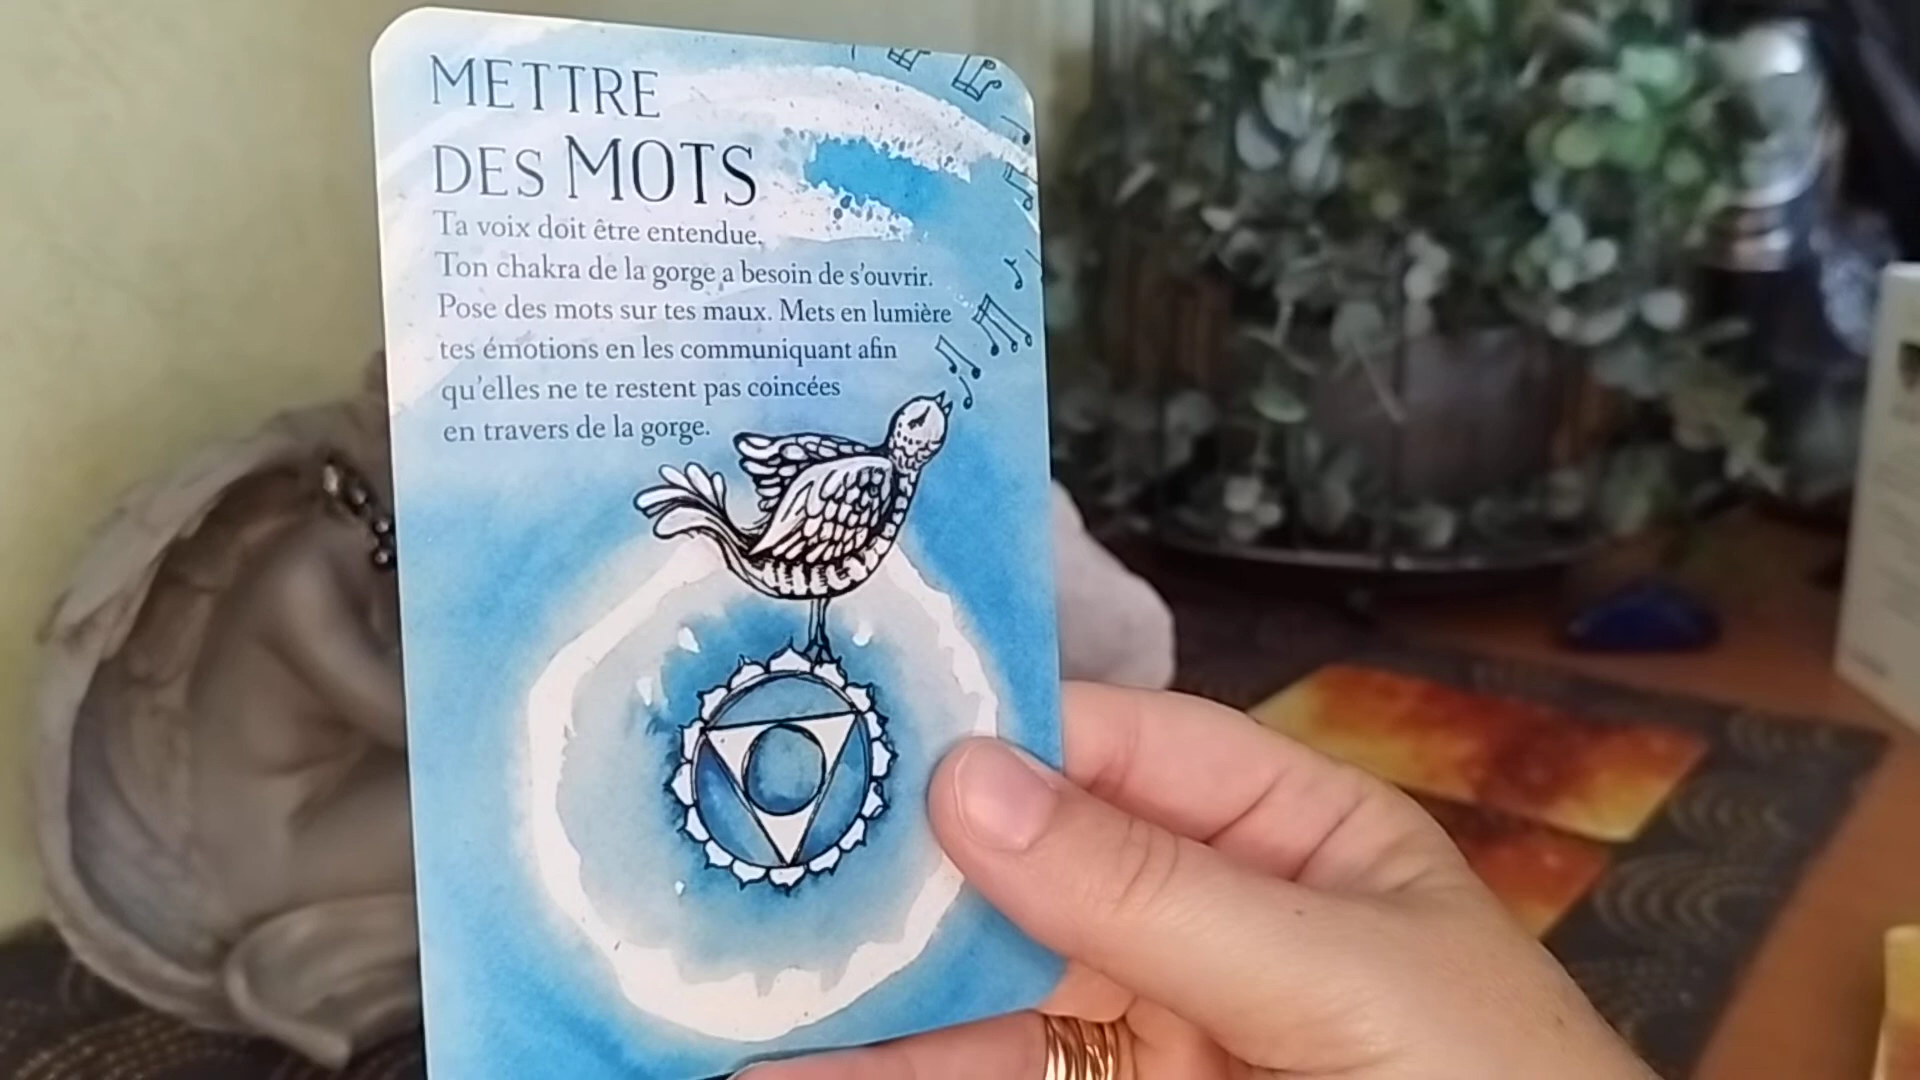 METTRE
DES MOTS
Ta voix doit être entendue.
Ton chakra de la gorge a besoin de s'ouvrir.
Pose des mots sur tes maux. Mets en lumière
tes émotions en les communiquant afin
qu'elles ne te restent pas coincées
en travers de la gorge.